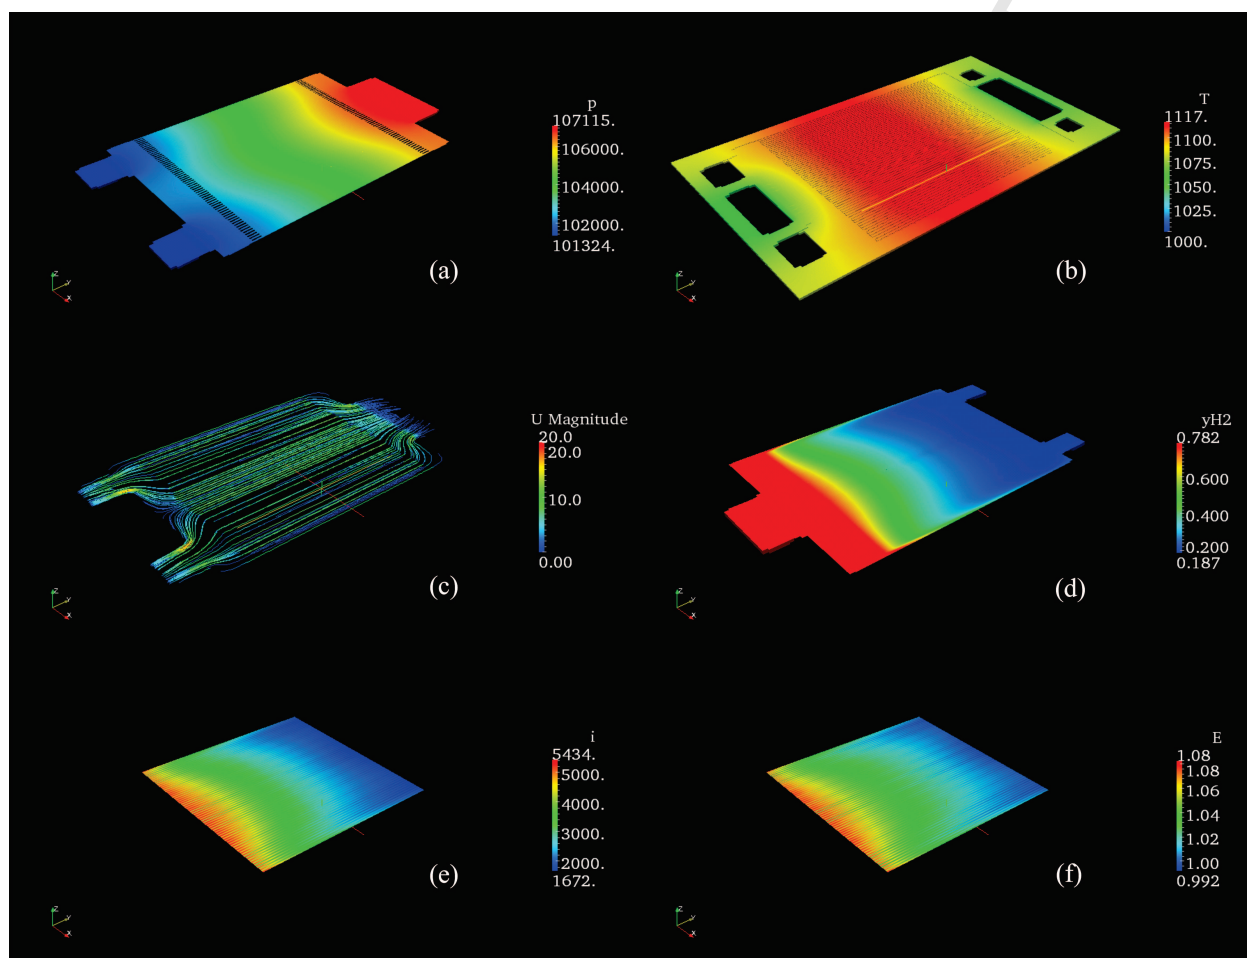 p
107115.
106000.
104000.
102000.
101324.
z
y
x
(a)
T
1117.
1100.
1075.
1050.
1025.
1000.
z
y
x
(b)
U Magnitude
20.0
20.0
10.0
0.00
z
y
x
(c)
yH2
0.782
0.600
0.400
0.200
0.187
z
y
x
(d)
i
5434.
5000.
4000.
3000.
2000.
1672.
z
y
x
(e)
E
1.08
1.08
1.06
1.04
1.02
1.00
0.992
z
y
x
(f)